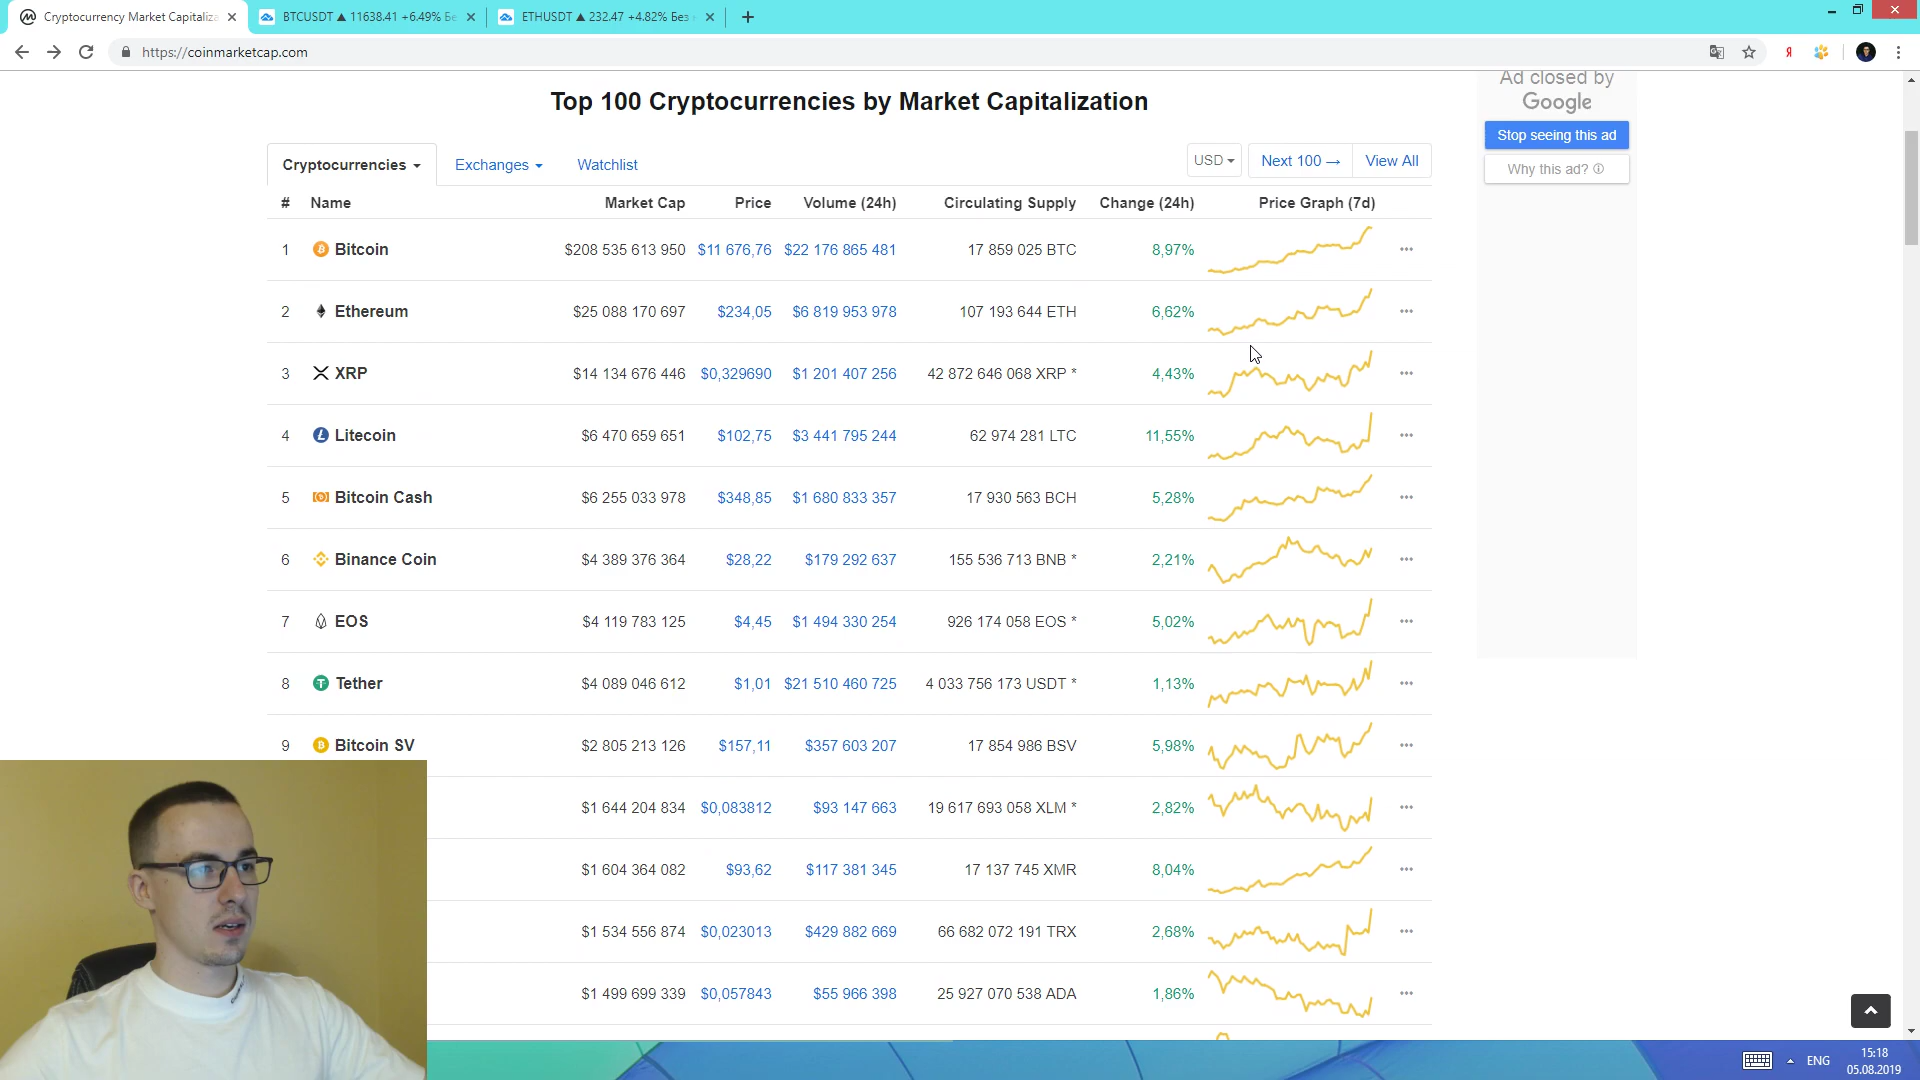 Cryptocurrency Market Capitaliza
BTCUSDT ▲ 11638.41 +6.49% Бе
ETHUSDT ▲ 232.47 +4.82% Без
https://coinmarketcap.com
Я
Top 100 Cryptocurrencies by Market Capitalization
Ad closed by
Google
Stop seeing this ad
Why this ad?
Cryptocurrencies Exchanges Watchlist USD Next 100 → View All
# Name Market Cap Price Volume (24h) Circulating Supply Change (24h) Price Graph (7d)
1 Bitcoin $208 535 613 950 $11 676,76 $22 176 865 481 17 859 025 BTC 8,97%
2 Ethereum $25 088 170 697 $234,05 $6 819 953 978 107 193 644 ETH 6,62%
3 XRP $14 134 676 446 $0,329690 $1 201 407 256 42 872 646 068 XRP * 4,43%
4 Litecoin $6 470 659 651 $102,75 $3 441 795 244 62 974 281 LTC 11,55%
5 Bitcoin Cash $6 255 033 978 $348,85 $1 680 833 357 17 930 563 BCH 5,28%
6 Binance Coin $4 389 376 364 $28,22 $179 292 637 155 536 713 BNB * 2,21%
7 EOS $4 119 783 125 $4,45 $1 494 330 254 926 174 058 EOS * 5,02%
8 Tether $4 089 046 612 $1,01 $21 510 460 725 4 033 756 173 USDT * 1,13%
9 Bitcoin SV $2 805 213 126 $157,11 $357 603 207 17 854 986 BSV 5,98%
$1 644 204 834 $0,083812 $93 147 663 19 617 693 058 XLM * 2,82%
$1 604 364 082 $93,62 $117 381 345 17 137 745 XMR 8,04%
$1 534 556 874 $0,023013 $429 882 669 66 682 072 191 TRX 2,68%
$1 499 699 339 $0,057843 $55 966 398 25 927 070 538 ADA 1,86%
ENG
15:18
05.08.2019